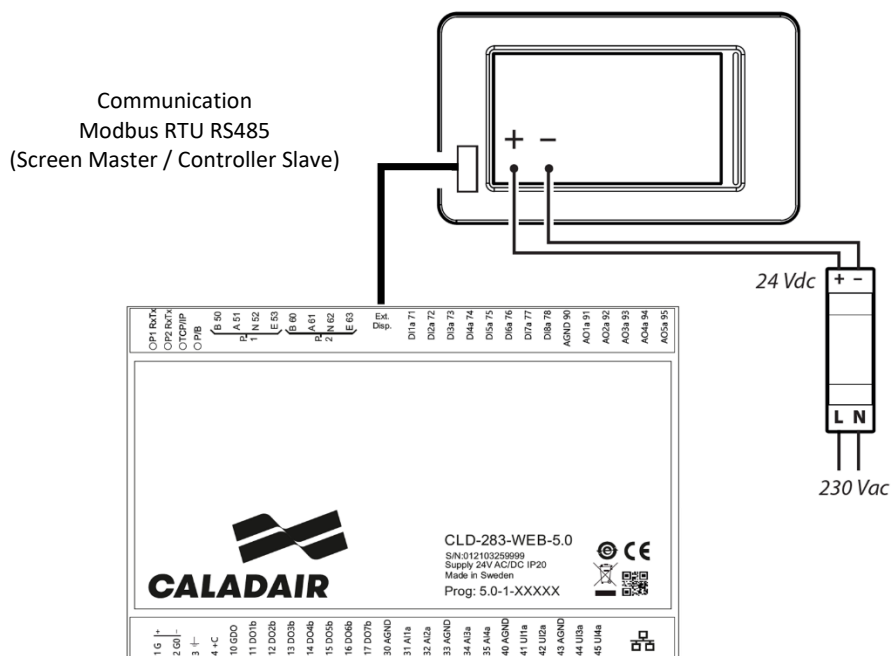 Communication
Modbus RTU RS485
(Screen Master / Controller Slave)
+ −
24 Vdc
+ −
L N
230 Vac
P1 RxTx
P2 RxTx
TCP/IP
P/B
B 50
A 51
N 52
E 53
P 1
B 60
A 61
N 62
E 63
P 2
Ext.
Disp.
DI1a 71
DI2a 72
DI3a 73
DI4a 74
DI5a 75
DI6a 76
DI7a 77
DI8a 78
AGND 90
AO1a 91
AO2a 92
AO3a 93
AO4a 94
AO5a 95
CALADAIR
CLD-283-WEB-5.0
S/N:012103259999
Supply 24V AC/DC IP20
Made in Sweden
Prog: 5.0-1-XXXXX
CE
1 G +
2 G0 −
3
4 +C
10 GDO
11 DO1b
12 DO2b
13 DO3b
14 DO4b
15 DO5b
16 DO6b
17 DO7b
30 AGND
31 AI1a
32 AI2a
33 AGND
34 AI3a
35 AI4a
40 AGND
41 UI1a
42 UI2a
43 AGND
44 UI3a
45 UI4a